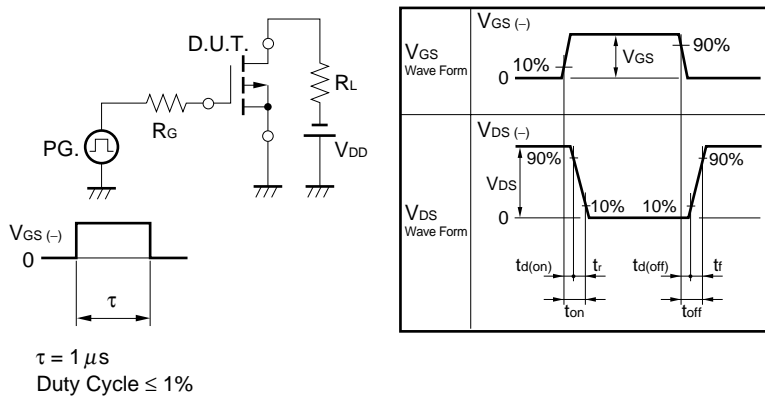 D.U.T.
RL
RG
PG.
VDD
VGS (−)
0
τ
τ = 1 μs
Duty Cycle ≤ 1%
VGS
Wave Form
VGS (−)
10%
VGS
90%
0
VDS
Wave Form
VDS (−)
90%
90%
VDS
10%
10%
0
td(on)
tr
td(off)
tf
ton
toff